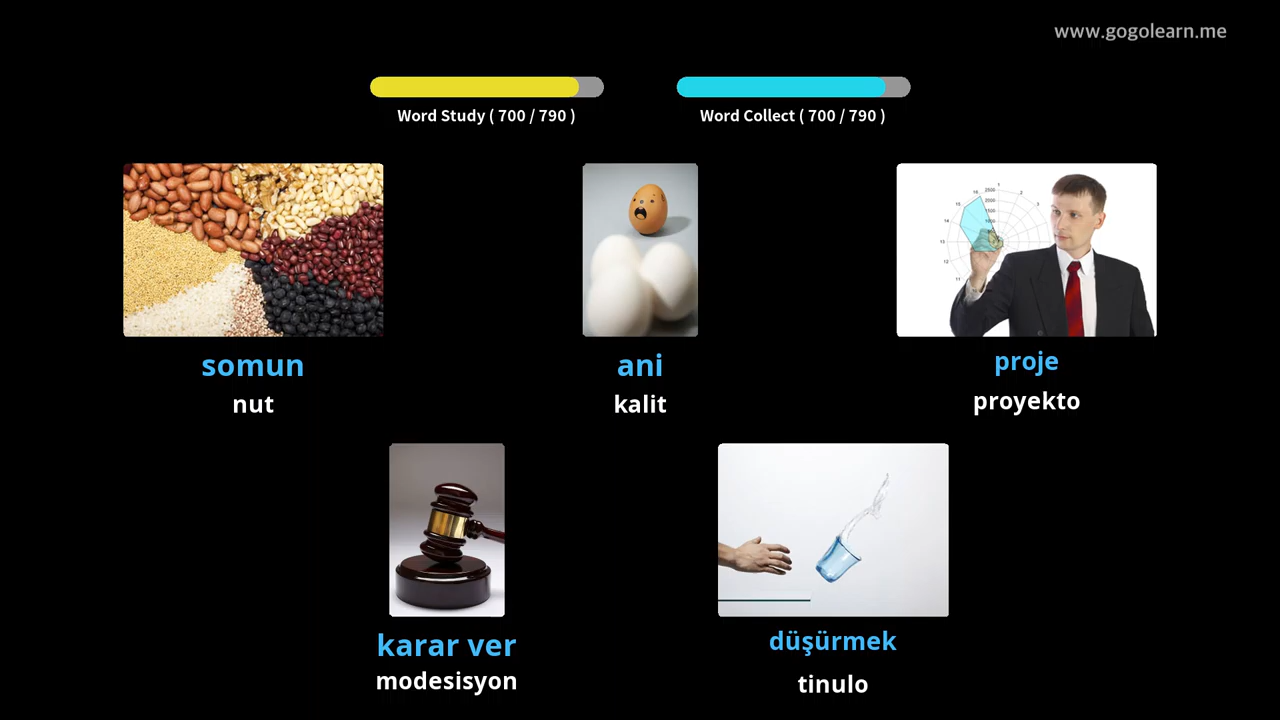 www.gogolearn.me
Word Study ( 700 / 790 )
Word Collect ( 700 / 790 )
somun
nut
ani
kalit
proje
proyekto
karar ver
modesisyon
düşürmek
tinulo